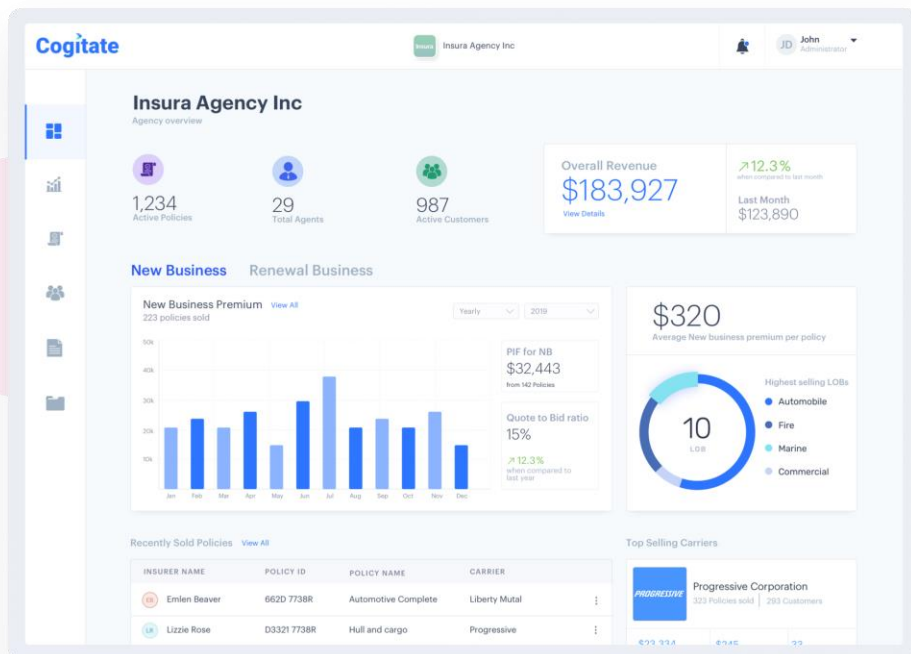 Cogitate
Insura
Insura Agency Inc
JD
John
Administrator
Insura Agency Inc
Agency overview
1,234
Active Policies
29
Total Agents
987
Active Customers
Overall Revenue
$183,927
View Details
12.3%
when compared to last month
Last Month
$123,890
New Business
Renewal Business
New Business Premium View All
223 policies sold
Yearly
2019
50k
40k
30k
20k
10k
Jan Feb Mar Apr May Jun Jul Aug Sep Oct Nov Dec
PIF for NB
$32,443
from 142 Policies
Quote to Bid ratio
15%
12.3%
when compared to
last year
$320
Average New business premium per policy
10
LOB
Highest selling LOBs
Automobile
Fire
Marine
Commercial
Recently Sold Policies View All
INSURER NAME POLICY ID POLICY NAME CARRIER
Emlen Beaver 662D 7738R Automotive Complete Liberty Mutal
LR Lizzie Rose D3321 7738R Hull and cargo Progressive
Top Selling Carriers
PROGRESSIVE
Progressive Corporation
323 Policies sold 293 Customers
$23,334 $245 33